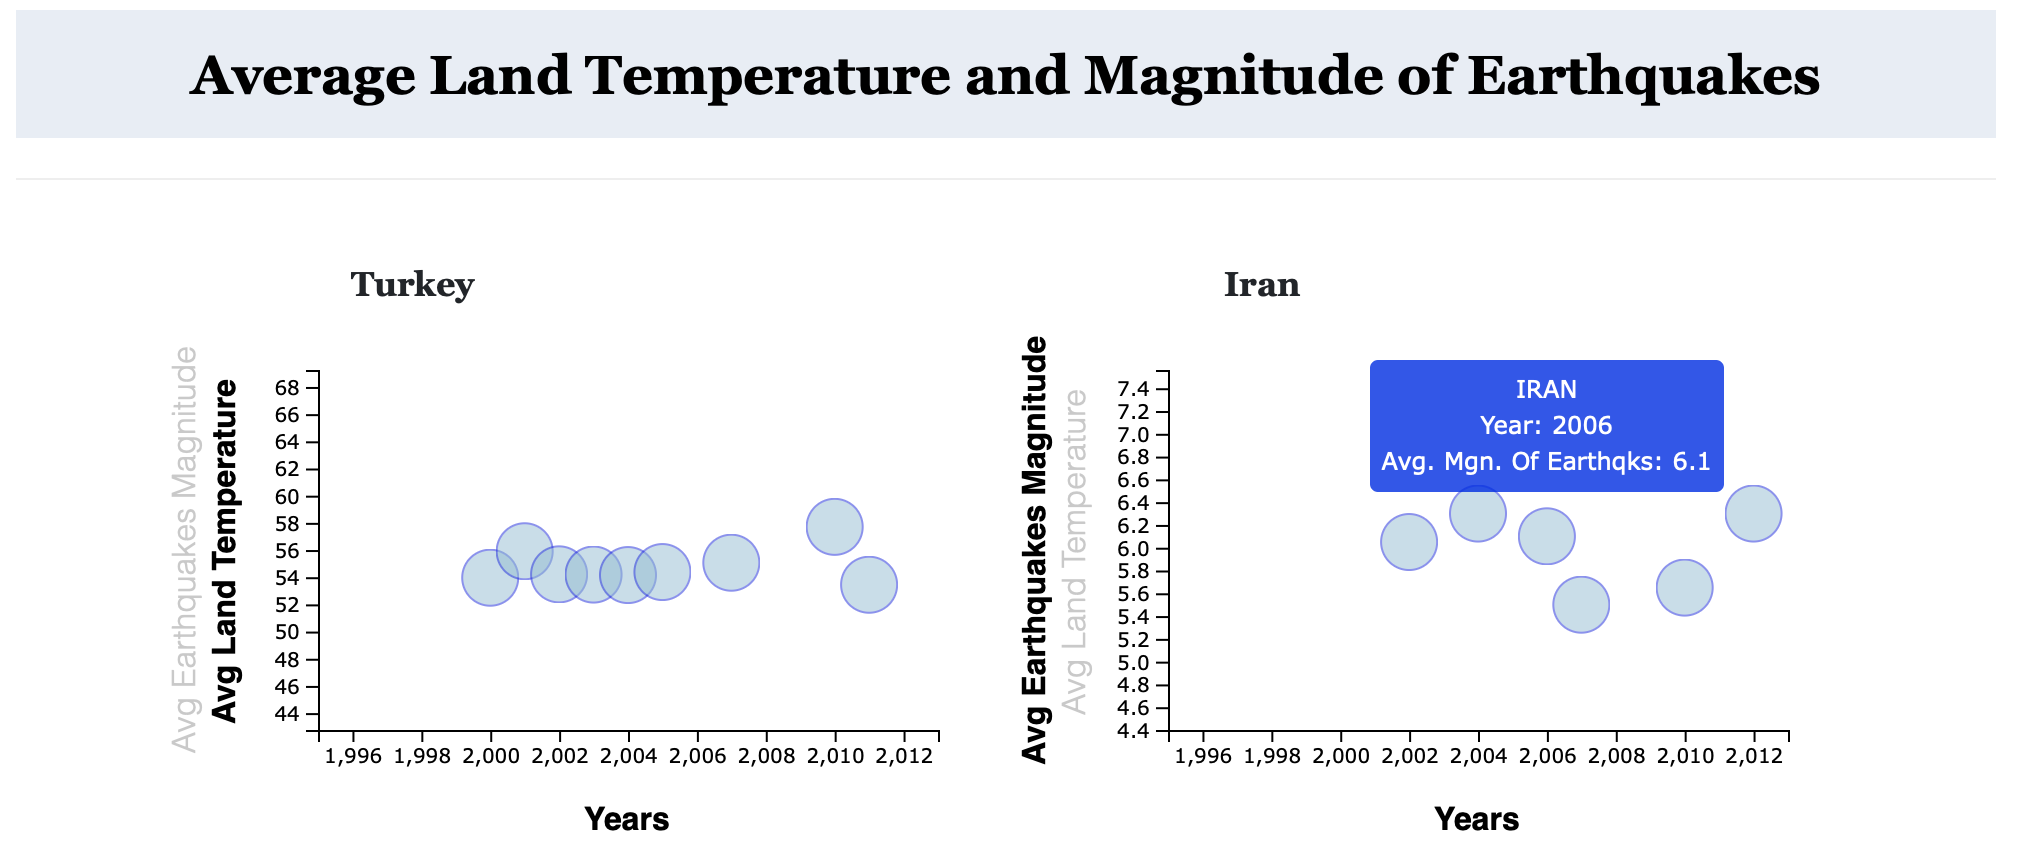 Average Land Temperature and Magnitude of Earthquakes
Turkey
Avg Earthquakes Magnitude
Avg Land Temperature
68
66
64
62
60
58
56
54
52
50
48
46
44
1,996 1,998 2,000 2,002 2,004 2,006 2,008 2,010 2,012
Years
Iran
Avg Earthquakes Magnitude
Avg Land Temperature
7.4
7.2
7.0
6.8
6.6
6.4
6.2
6.0
5.8
5.6
5.4
5.2
5.0
4.8
4.6
4.4
IRAN
Year: 2006
Avg. Mgn. Of Earthqks: 6.1
1,996 1,998 2,000 2,002 2,004 2,006 2,008 2,010 2,012
Years